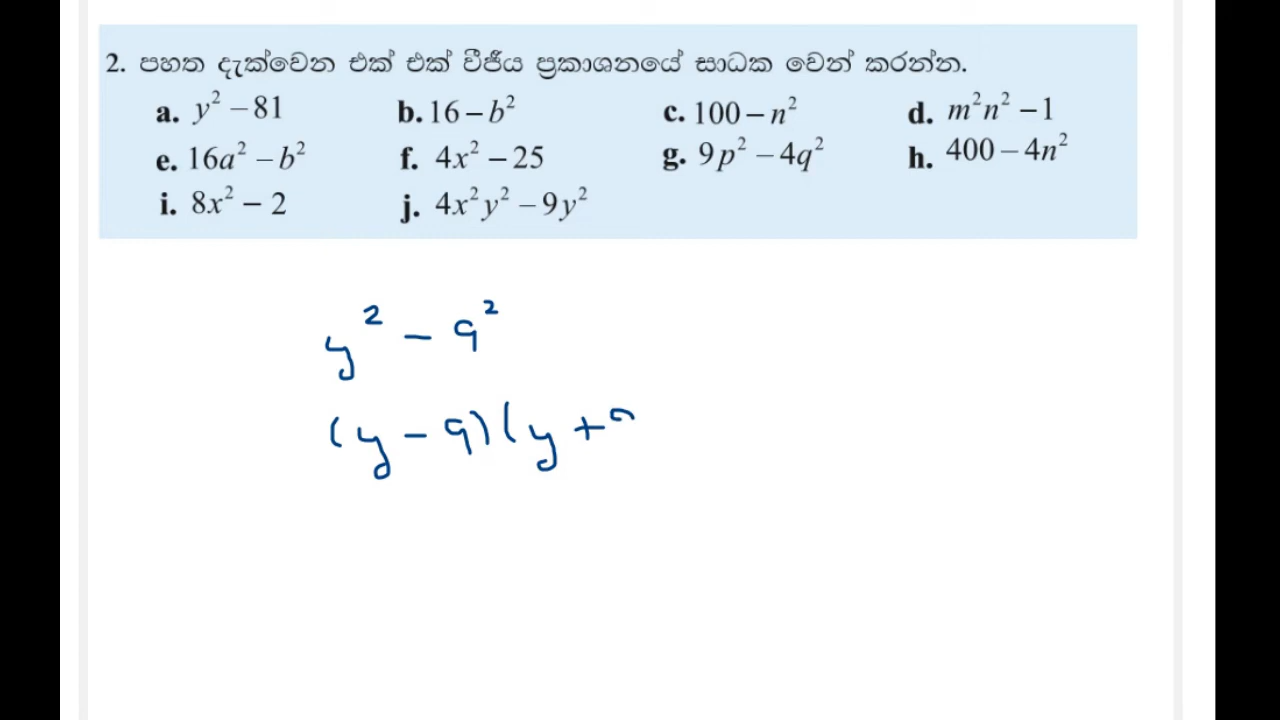 2. පහත දැක්වෙන එක් එක් වීජීය ප්‍රකාශනයේ සාධක වෙන් කරන්න.
a. y² – 81 b. 16 – b² c. 100 – n² d. m²n² – 1
e. 16a² – b² f. 4x² – 25 g. 9p² – 4q² h. 400 – 4n²
i. 8x² – 2 j. 4x²y² – 9y²
y² – 9²
(y – 9)(y +